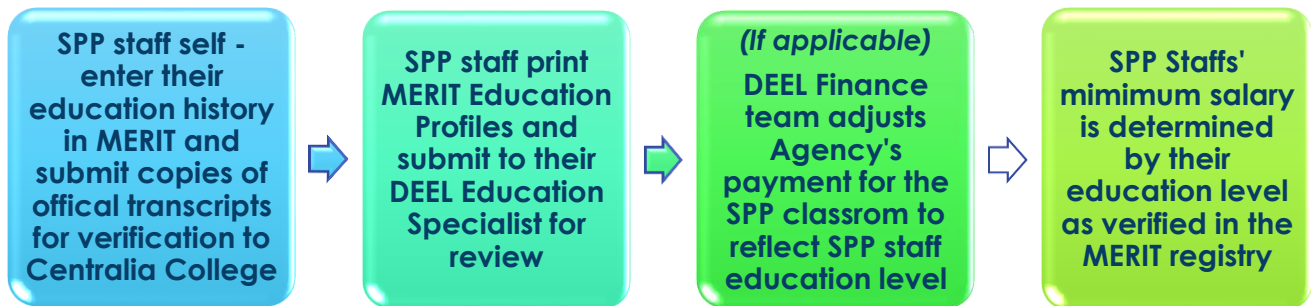 SPP staff self -
enter their
education history
in MERIT and
submit copies of
offical transcripts
for verification to
Centralia College
SPP staff print
MERIT Education
Profiles and
submit to their
DEEL Education
Specialist for
review
(If applicable)
DEEL Finance
team adjusts
Agency's
payment for the
SPP classrom to
reflect SPP staff
education level
SPP Staffs'
mimimum salary
is determined
by their
education level
as verified in the
MERIT registry